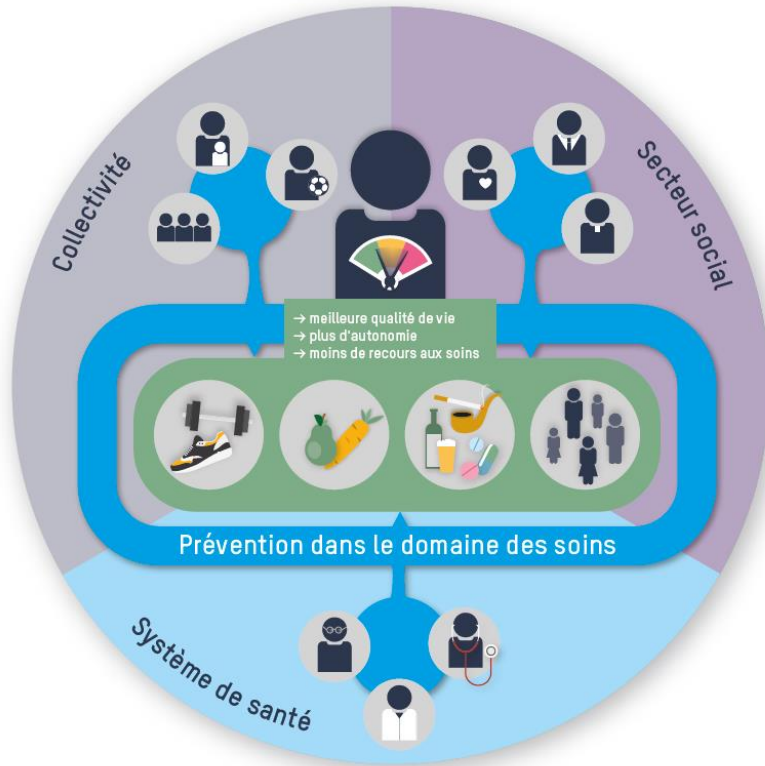 Collectivité
Secteur social
→ meilleure qualité de vie
→ plus d'autonomie
→ moins de recours aux soins
Prévention dans le domaine des soins
Système de santé